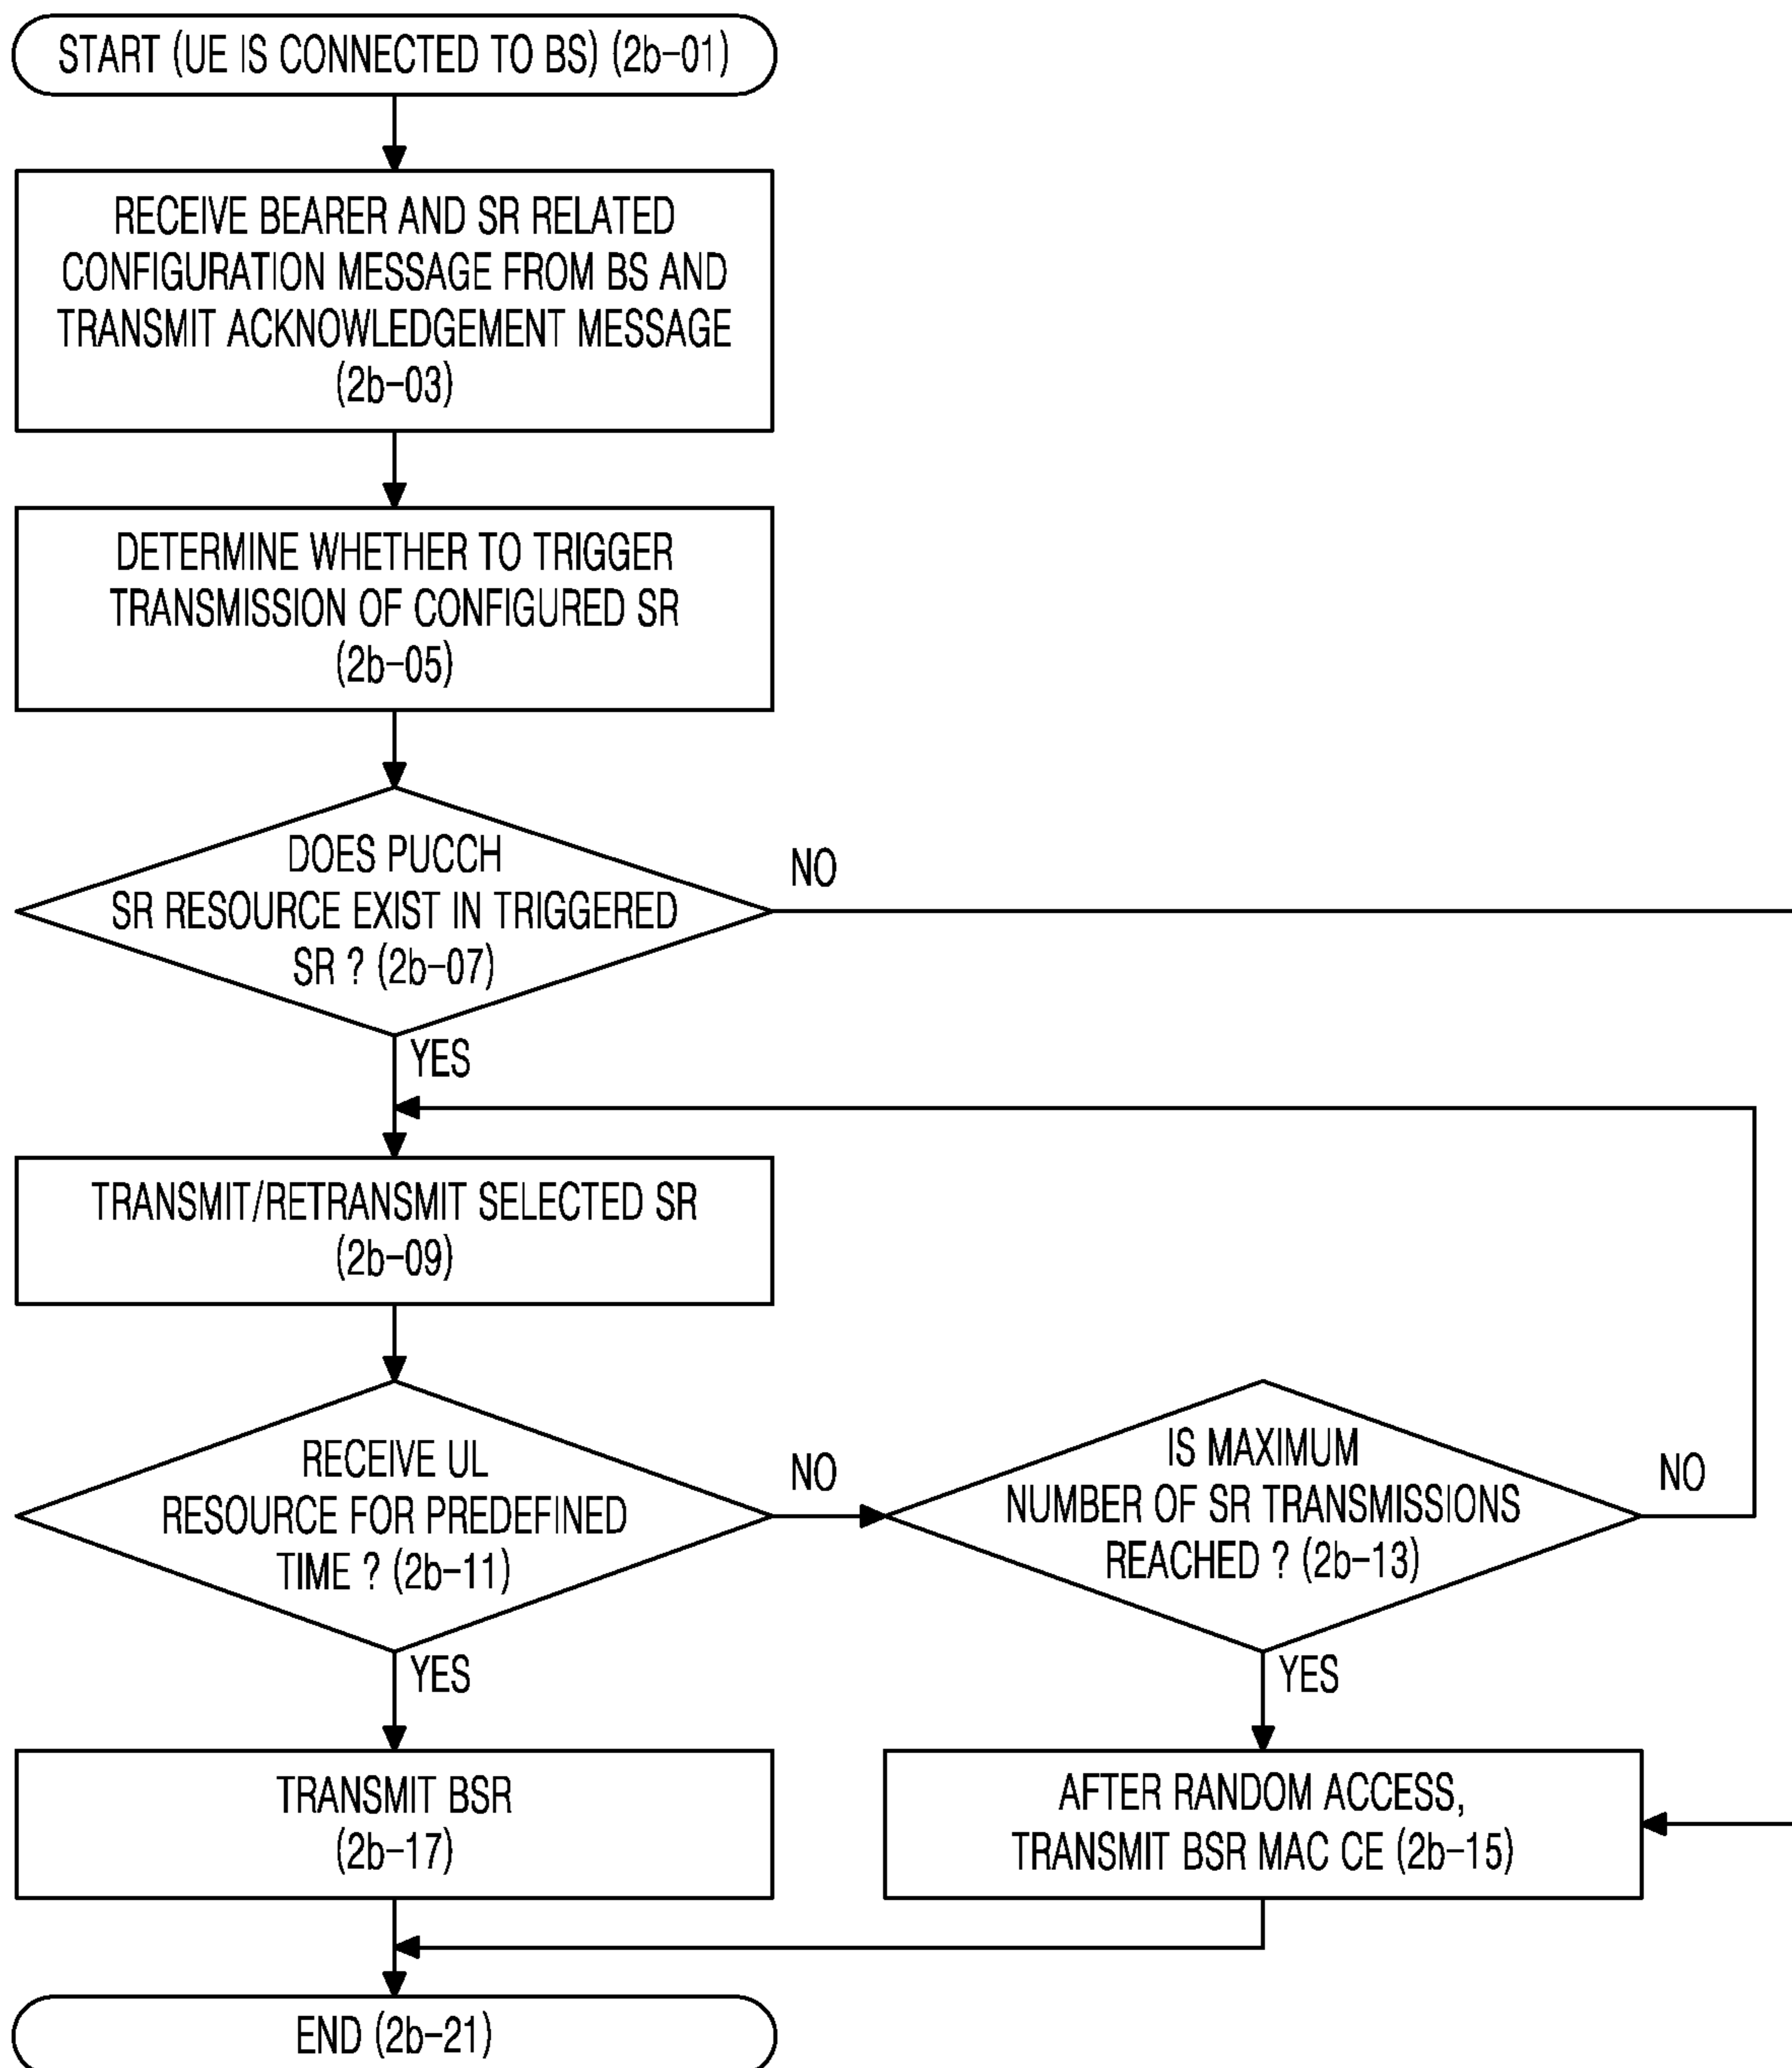 START (UE IS CONNECTED TO BS) (2b-01)
RECEIVE BEARER AND SR RELATED
CONFIGURATION MESSAGE FROM BS AND
TRANSMIT ACKNOWLEDGEMENT MESSAGE
(2b-03)
DETERMINE WHETHER TO TRIGGER
TRANSMISSION OF CONFIGURED SR
(2b-05)
DOES PUCCH
SR RESOURCE EXIST IN TRIGGERED
SR ? (2b-07)
NO
YES
TRANSMIT/RETRANSMIT SELECTED SR
(2b-09)
RECEIVE UL
RESOURCE FOR PREDEFINED
TIME ? (2b-11)
NO
YES
IS MAXIMUM
NUMBER OF SR TRANSMISSIONS
REACHED ? (2b-13)
NO
YES
TRANSMIT BSR
(2b-17)
AFTER RANDOM ACCESS,
TRANSMIT BSR MAC CE (2b-15)
END (2b-21)